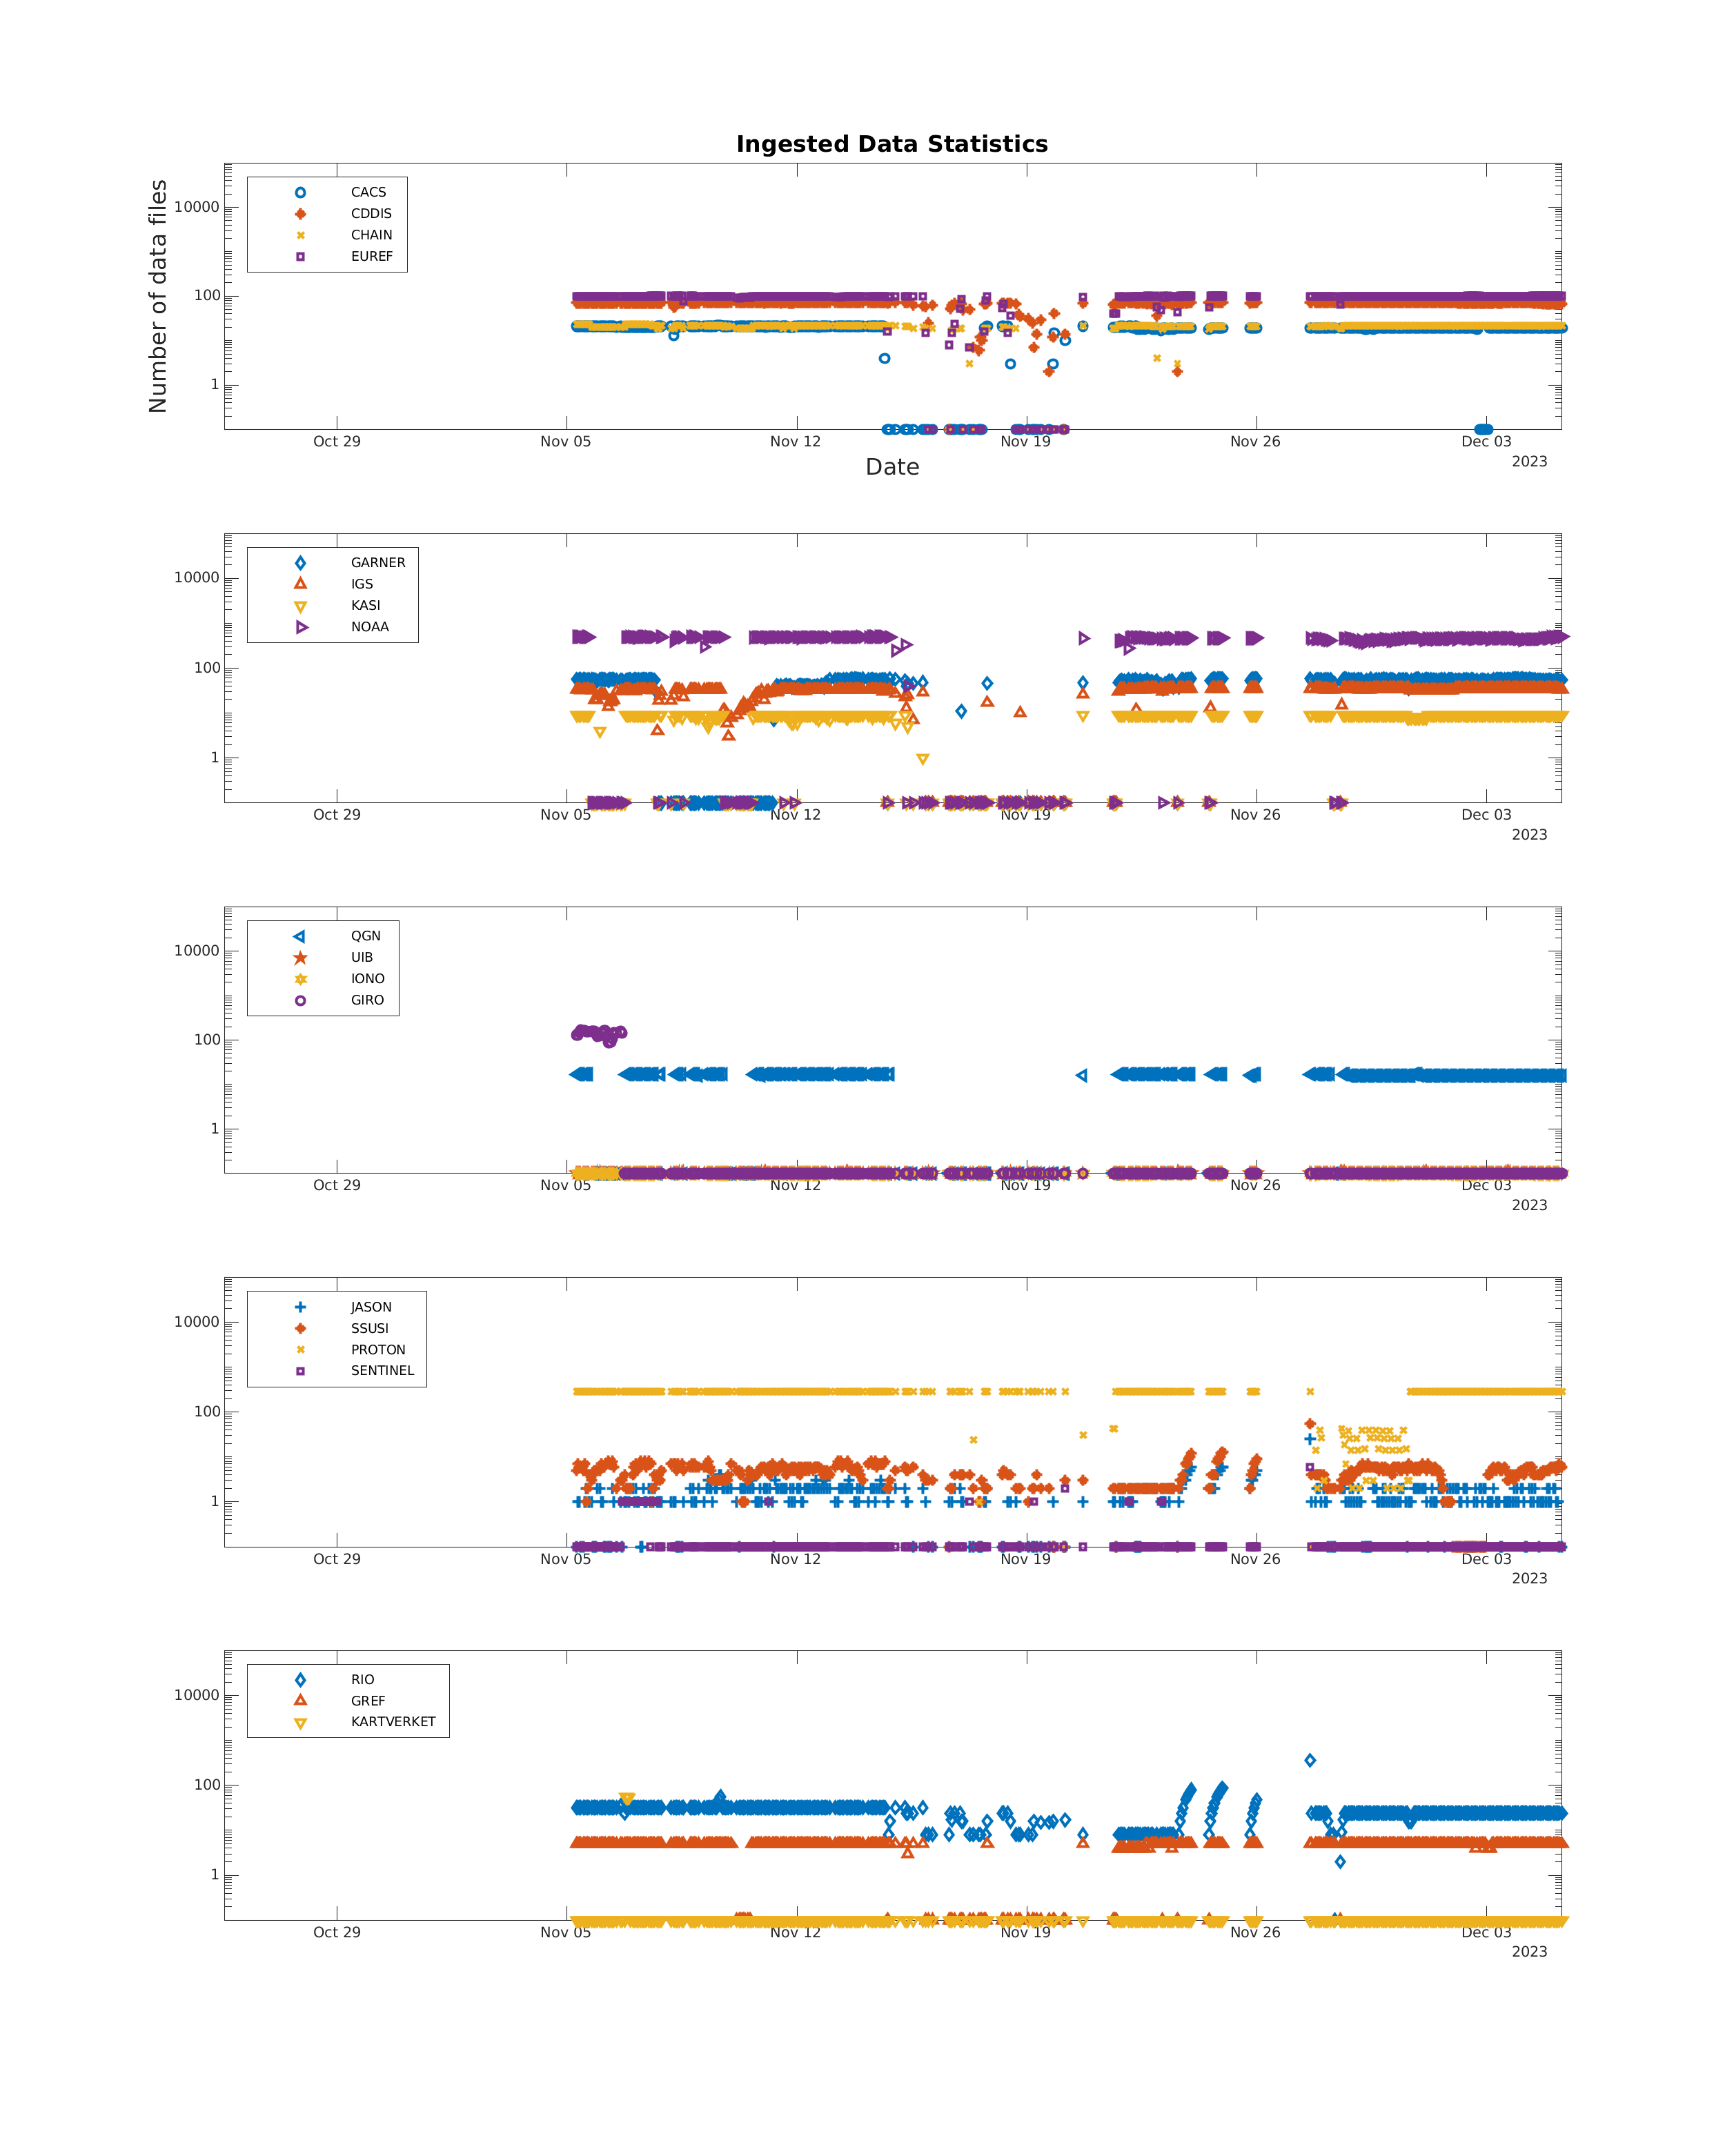 Ingested Data Statistics
Number of data files
10000
100
1
CACS
CDDIS
CHAIN
EUREF
Oct 29
Nov 05
Nov 12
Nov 19
Nov 26
Dec 03
2023
Date
10000
100
1
GARNER
IGS
KASI
NOAA
Oct 29
Nov 05
Nov 12
Nov 19
Nov 26
Dec 03
2023
10000
100
1
QGN
UIB
IONO
GIRO
Oct 29
Nov 05
Nov 12
Nov 19
Nov 26
Dec 03
2023
10000
100
1
JASON
SSUSI
PROTON
SENTINEL
Oct 29
Nov 05
Nov 12
Nov 19
Nov 26
Dec 03
2023
10000
100
1
RIO
GREF
KARTVERKET
Oct 29
Nov 05
Nov 12
Nov 19
Nov 26
Dec 03
2023